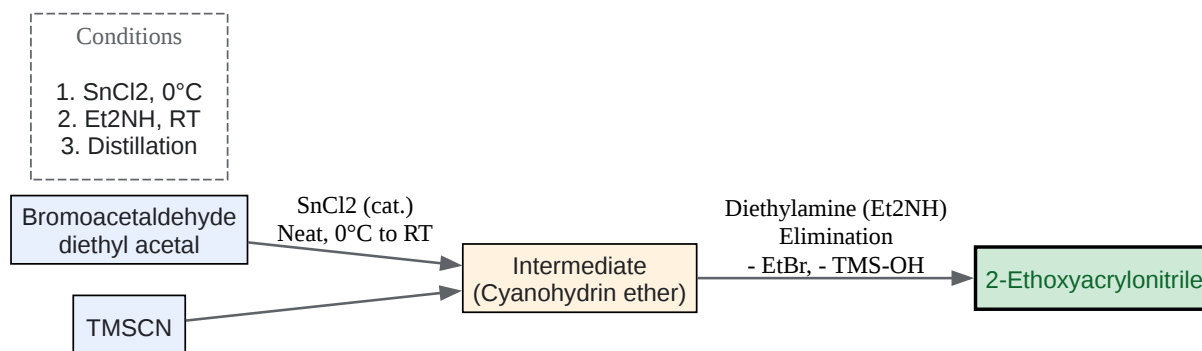 Conditions
1. SnCl2, 0°C
2. Et2NH, RT
3. Distillation
Bromoacetaldehyde
diethyl acetal
TMSCN
SnCl2 (cat.)
Neat, 0°C to RT
Intermediate
(Cyanohydrin ether)
Diethylamine (Et2NH)
Elimination
- EtBr, - TMS-OH
2-Ethoxyacrylonitrile